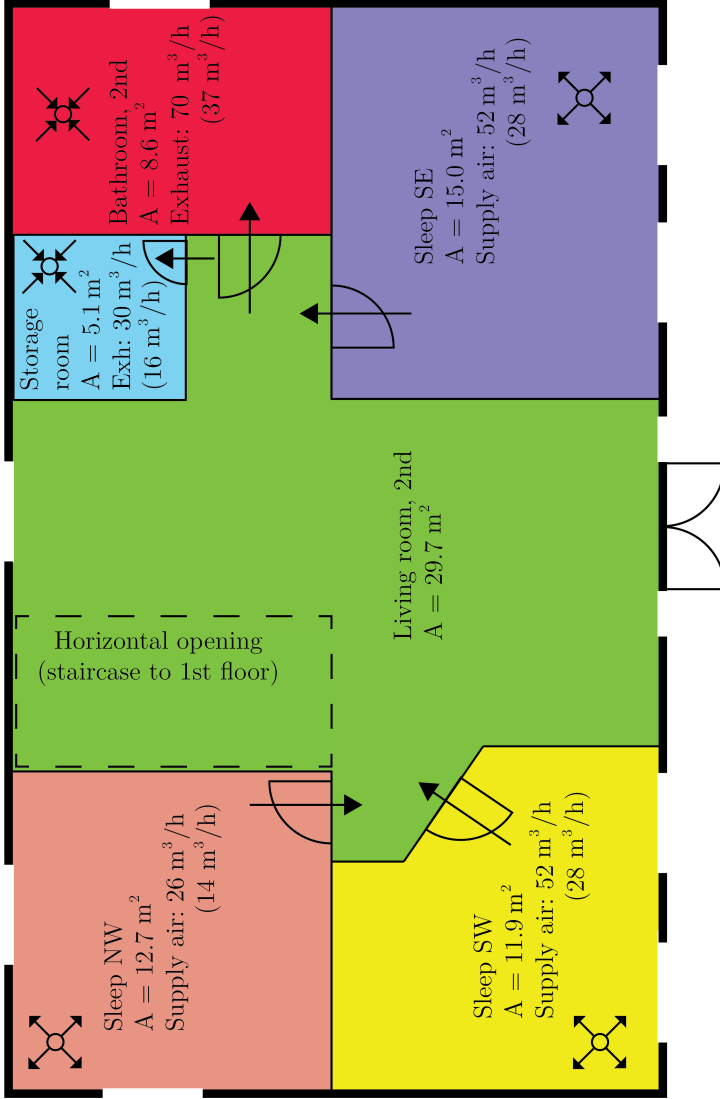 Bathroom, 2nd
A = 8.6 m²
Exhaust: 70 m³/h
(37 m³/h)
Sleep SE
A = 15.0 m²
Supply air: 52 m³/h
(28 m³/h)
Storage
room
A = 5.1 m²
Exh: 30 m³/h
(16 m³/h)
Living room, 2nd
A = 29.7 m²
Horizontal opening
(staircase to 1st floor)
Sleep NW
A = 12.7 m²
Supply air: 26 m³/h
(14 m³/h)
Sleep SW
A = 11.9 m²
Supply air: 52 m³/h
(28 m³/h)